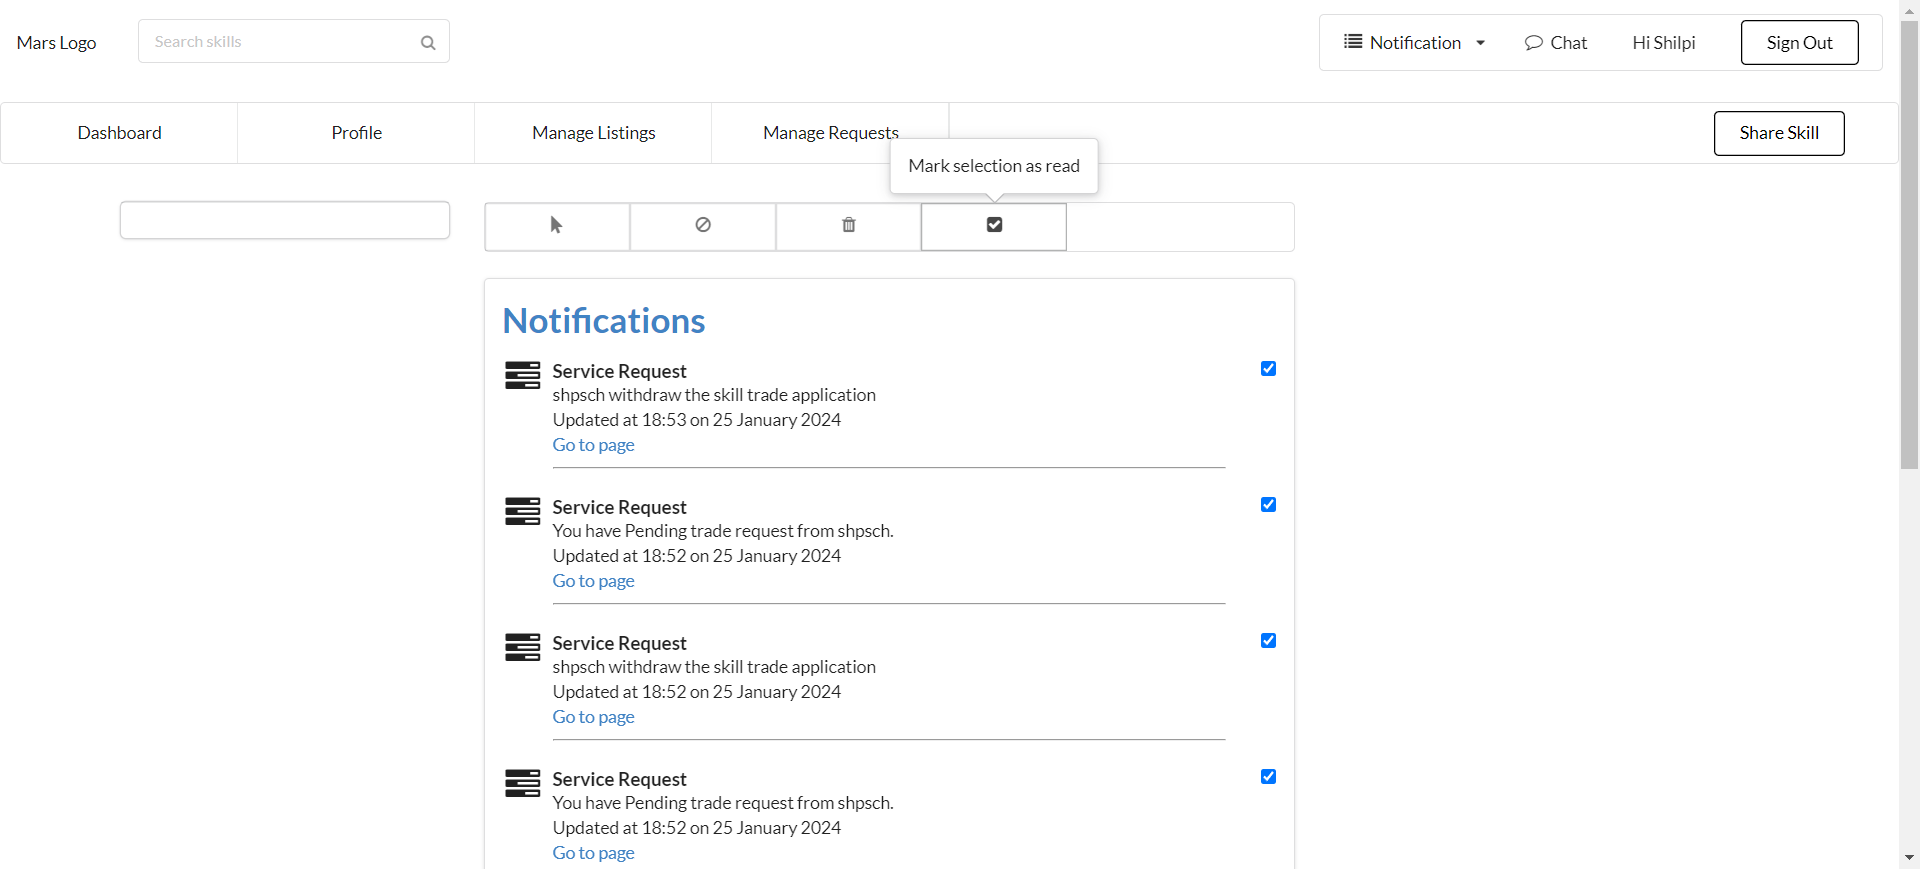 Mars Logo
Search skills
Notification
Chat
Hi Shilpi
Sign Out
Dashboard
Profile
Manage Listings
Manage Requests
Share Skill
Mark selection as read
Notifications
Service Request
shpsch withdraw the skill trade application
Updated at 18:53 on 25 January 2024
Go to page
Service Request
You have Pending trade request from shpsch.
Updated at 18:52 on 25 January 2024
Go to page
Service Request
shpsch withdraw the skill trade application
Updated at 18:52 on 25 January 2024
Go to page
Service Request
You have Pending trade request from shpsch.
Updated at 18:52 on 25 January 2024
Go to page